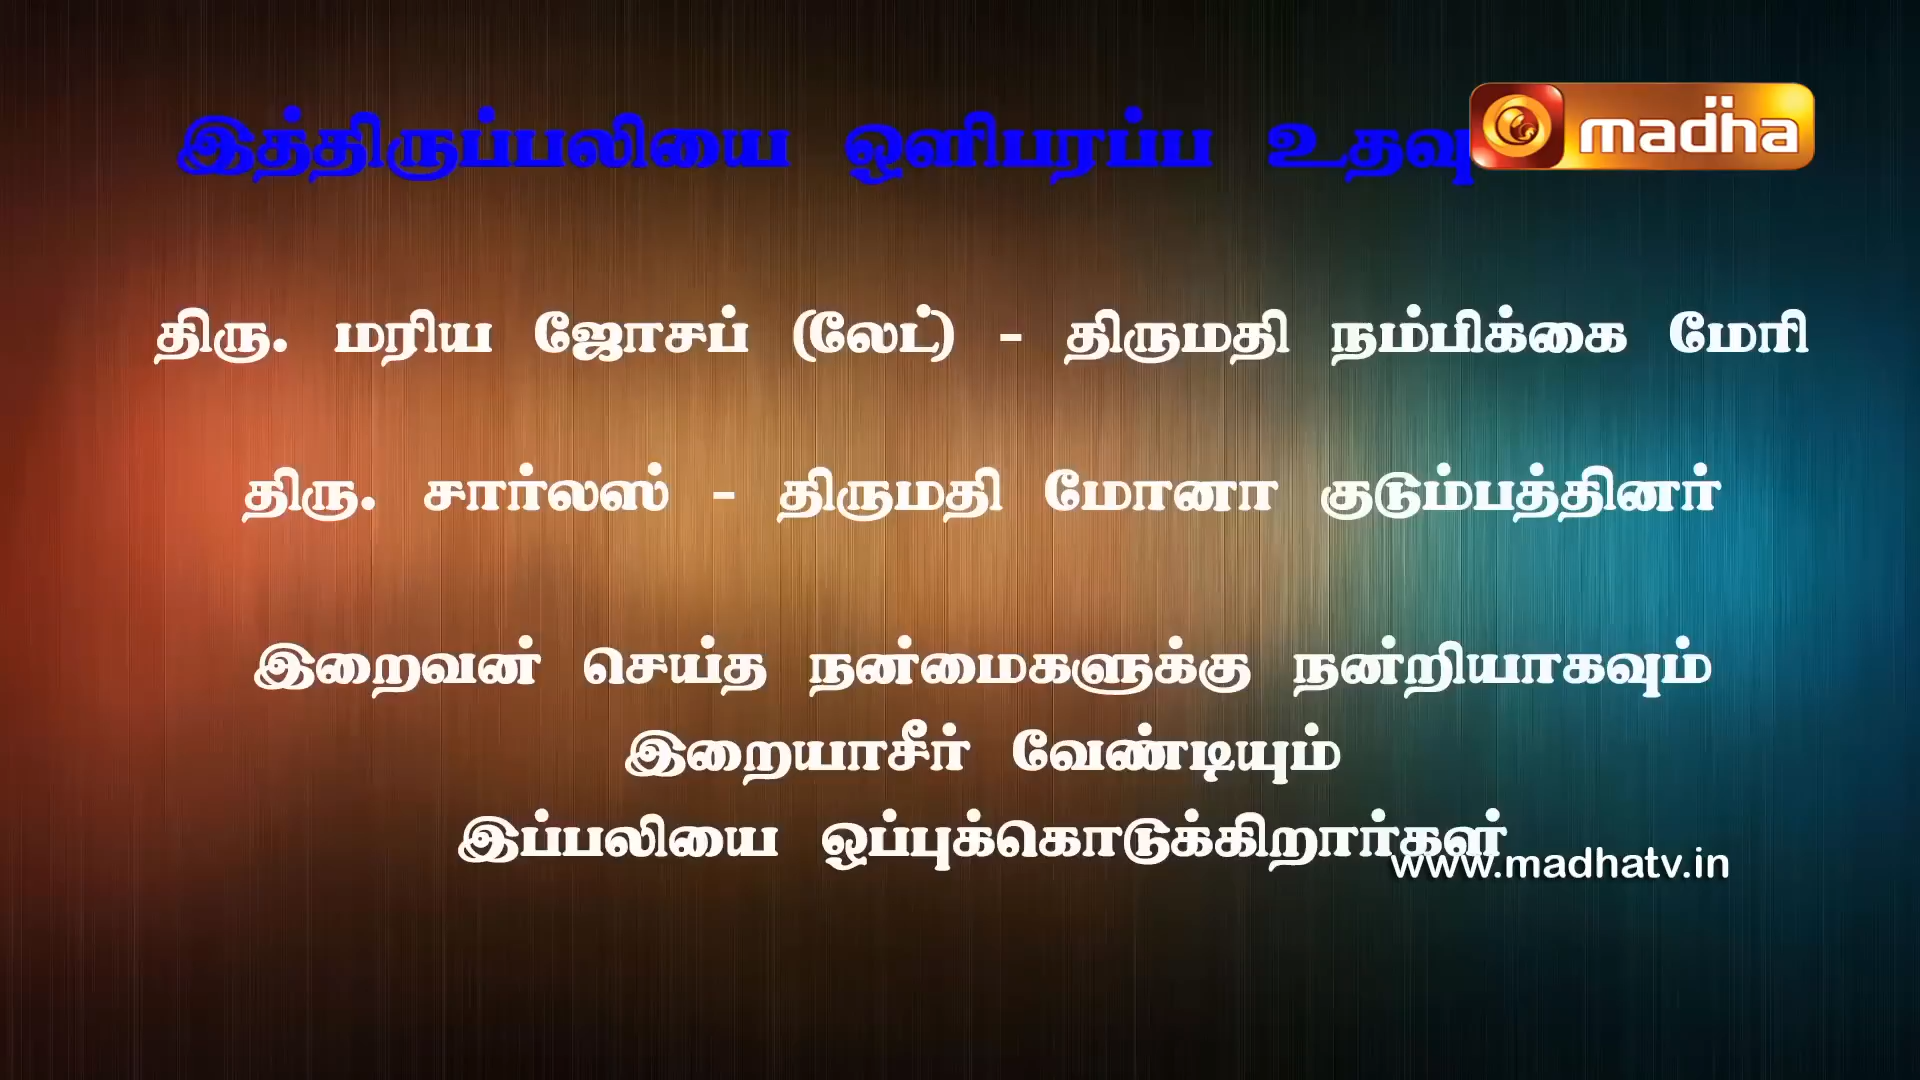 இத்திருப்பலியை ஒளிபரப்ப
madha
திரு. மரிய ஜோசப் (லேட்) - திருமதி நம்பிக்கை மேரி
திரு. சார்லஸ் - திருமதி மோனா குடும்பத்தினர்
இறைவன் செய்த நன்மைகளுக்கு நன்றியாகவும்
இறையாசீர் வேண்டியும்
இப்பலியை ஒப்புக்கொடுக்கிறார்கள்
www.madhatv.in